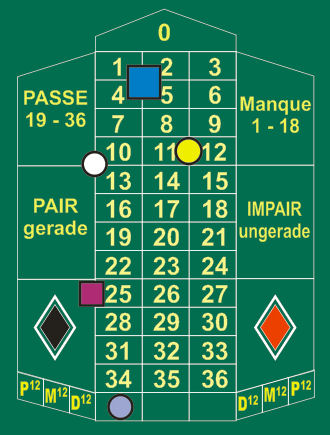 0
1 2 3
4 5 6
PASSE
19 - 36
Manque
1 - 18
7 8 9
10 11 12
13 14 15
PAIR
gerade
16 17 18
IMPAIR
ungerade
19 20 21
22 23 24
25 26 27
28 29 30
31 32 33
34 35 36
P12 M12 D12
D12 M12 P12